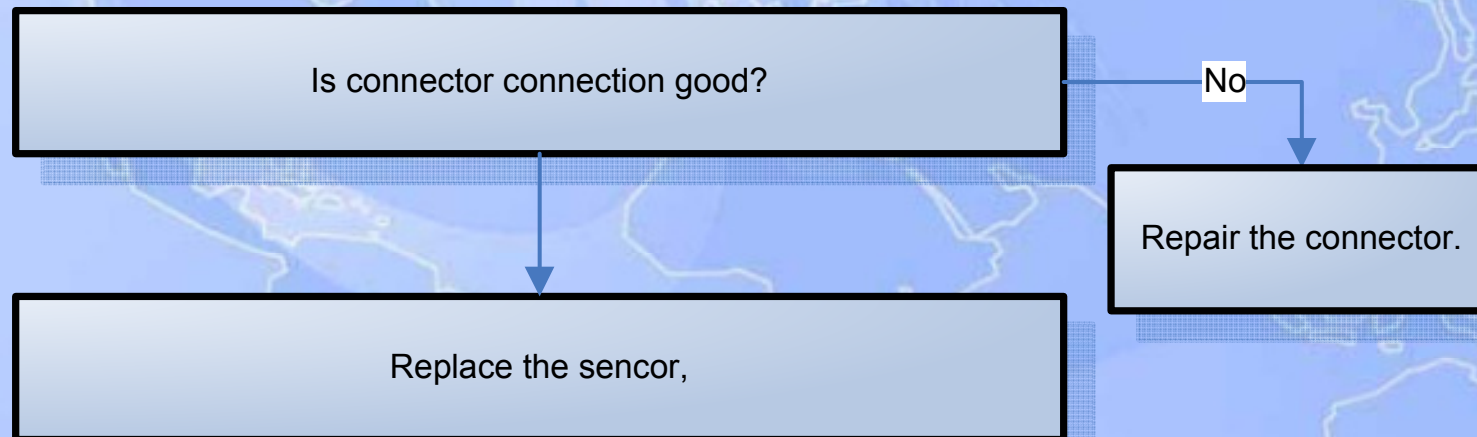 Is connector connection good?
No
Repair the connector.
Replace the sencor,